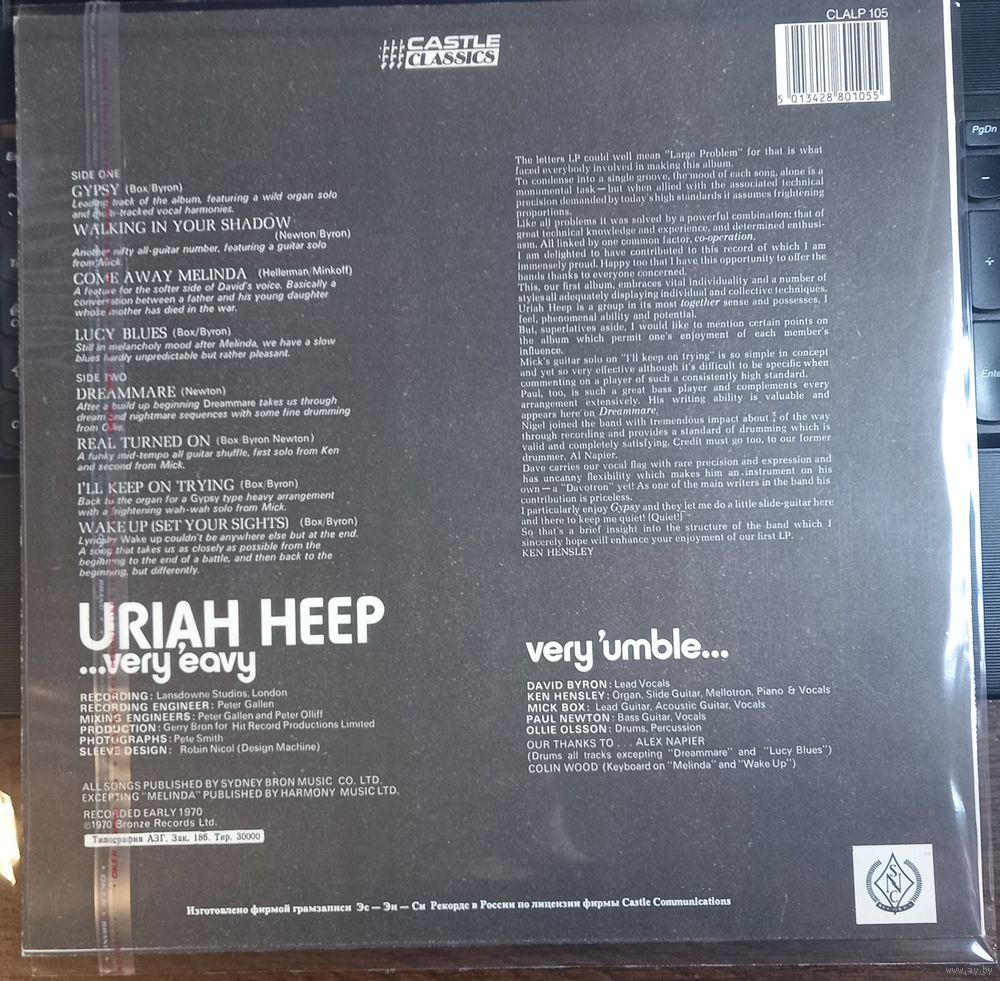 CLALP 105
CASTLE
CLASSICS
5 013428 801055
PgDn
Ente
SIDE ONE
GYPSY (Box/Byron)
Leading track of the album, featuring a wild organ solo
and multi-tracked vocal harmonies.
WALKING IN YOUR SHADOW
(Newton/Byron)
Another nifty all-guitar number, featuring a guitar solo
from Mick.
COME AWAY MELINDA (Hellerman/Minkoff)
A feature for the softer side of David's voice. Basically a
conversation between a father and his young daughter
whose mother has died in the war.
LUCY BLUES (Box/Byron)
Still in melancholy mood after Melinda, we have a slow
blues hardly unpredictable but rather pleasant.
SIDE TWO
DREAMMARE (Newton)
After a build up beginning Dreammare takes us through
dream and nightmare sequences with some fine drumming
from Ollie.
REAL TURNED ON (Box Byron Newton)
A funky mid-tempo all guitar shuffle, first solo from Ken
and second from Mick.
I'LL KEEP ON TRYING (Box/Byron)
Back to the organ for a Gypsy type heavy arrangement
with a frightening wah-wah solo from Mick.
WAKE UP (SET YOUR SIGHTS) (Box/Byron)
Lyrically Wake up couldn't be anywhere else but at the end.
A song that takes us as closely as possible from the
beginning to the end of a battle, and then back to the
beginning, but differently.
The letters LP could well mean "Large Problem" for that is what
faced everybody involved in making this album.
To condense into a single groove, the mood of each song, alone is a
monumental task — but when allied with the associated technical
precision demanded by today's high standards it assumes frightening
proportions.
Like all problems it was solved by a powerful combination; that of
great technical knowledge and experience, and determined enthusi-
asm. All linked by one common factor, co-operation.
I am delighted to have contributed to this record of which I am
immensely proud. Happy too that I have this opportunity to offer the
bands thanks to everyone concerned.
This, our first album, embraces vital individuality and a number of
styles all adequately displaying individual and collective techniques.
Uriah Heep is a group in its most together sense and possesses, I
feel, phenomenal ability and potential.
But, superlatives aside, I would like to mention certain points on
the album which permit one's enjoyment of each member's
influence.
Mick's guitar solo on "I'll keep on trying" is so simple in concept
and yet so very effective although it's difficult to be specific when
commenting on a player of such a consistently high standard.
Paul, too, is such a great bass player and complements every
arrangement extensively. His writing ability is valuable and
appears here on Dreammare.
Nigel joined the band with tremendous impact about ¾ of the way
through recording and provides a standard of drumming which is
valid and completely satisfying. Credit must go too, to our former
drummer, Al Napier.
Dave carries our vocal flag with rare precision and expression and
has uncanny flexibility which makes him an instrument on his
own — a "Davotron" yet! As one of the main writers in the band his
contribution is priceless.
I particularly enjoy Gypsy and they let me do a little slide-guitar here
and there to keep me quiet! (Quiet!)
So that's a brief insight into the structure of the band which I
sincerely hope will enhance your enjoyment of our first LP.
KEN HENSLEY
URIAH HEEP
...very 'eavy
very 'umble...
RECORDING: Lansdowne Studios, London
RECORDING ENGINEER: Peter Gallen
MIXING ENGINEERS: Peter Gallen and Peter Olliff
PRODUCTION: Gerry Bron for Hit Record Productions Limited
PHOTOGRAPHS: Pete Smith
SLEEVE DESIGN: Robin Nicol (Design Machine)
ALL SONGS PUBLISHED BY SYDNEY BRON MUSIC CO. LTD.
EXCEPTING "MELINDA" PUBLISHED BY HARMONY MUSIC LTD.
RECORDED EARLY 1970
©1970 Bronze Records Ltd.
Типография АЗГ. Зак. 186. Тир. 30000
DAVID BYRON: Lead Vocals
KEN HENSLEY: Organ, Slide Guitar, Mellotron, Piano & Vocals
MICK BOX: Lead Guitar, Acoustic Guitar, Vocals
PAUL NEWTON: Bass Guitar, Vocals
OLLIE OLSSON: Drums, Percussion
OUR THANKS TO . . . ALEX NAPIER
(Drums all tracks excepting "Dreammare" and "Lucy Blues")
COLIN WOOD (Keyboard on "Melinda" and "Wake Up")
SNC
Изготовлено фирмой грамзаписи Эс — Эн — Си Рекордс в России по лицензии фирмы Castle Communications
www.ay.by